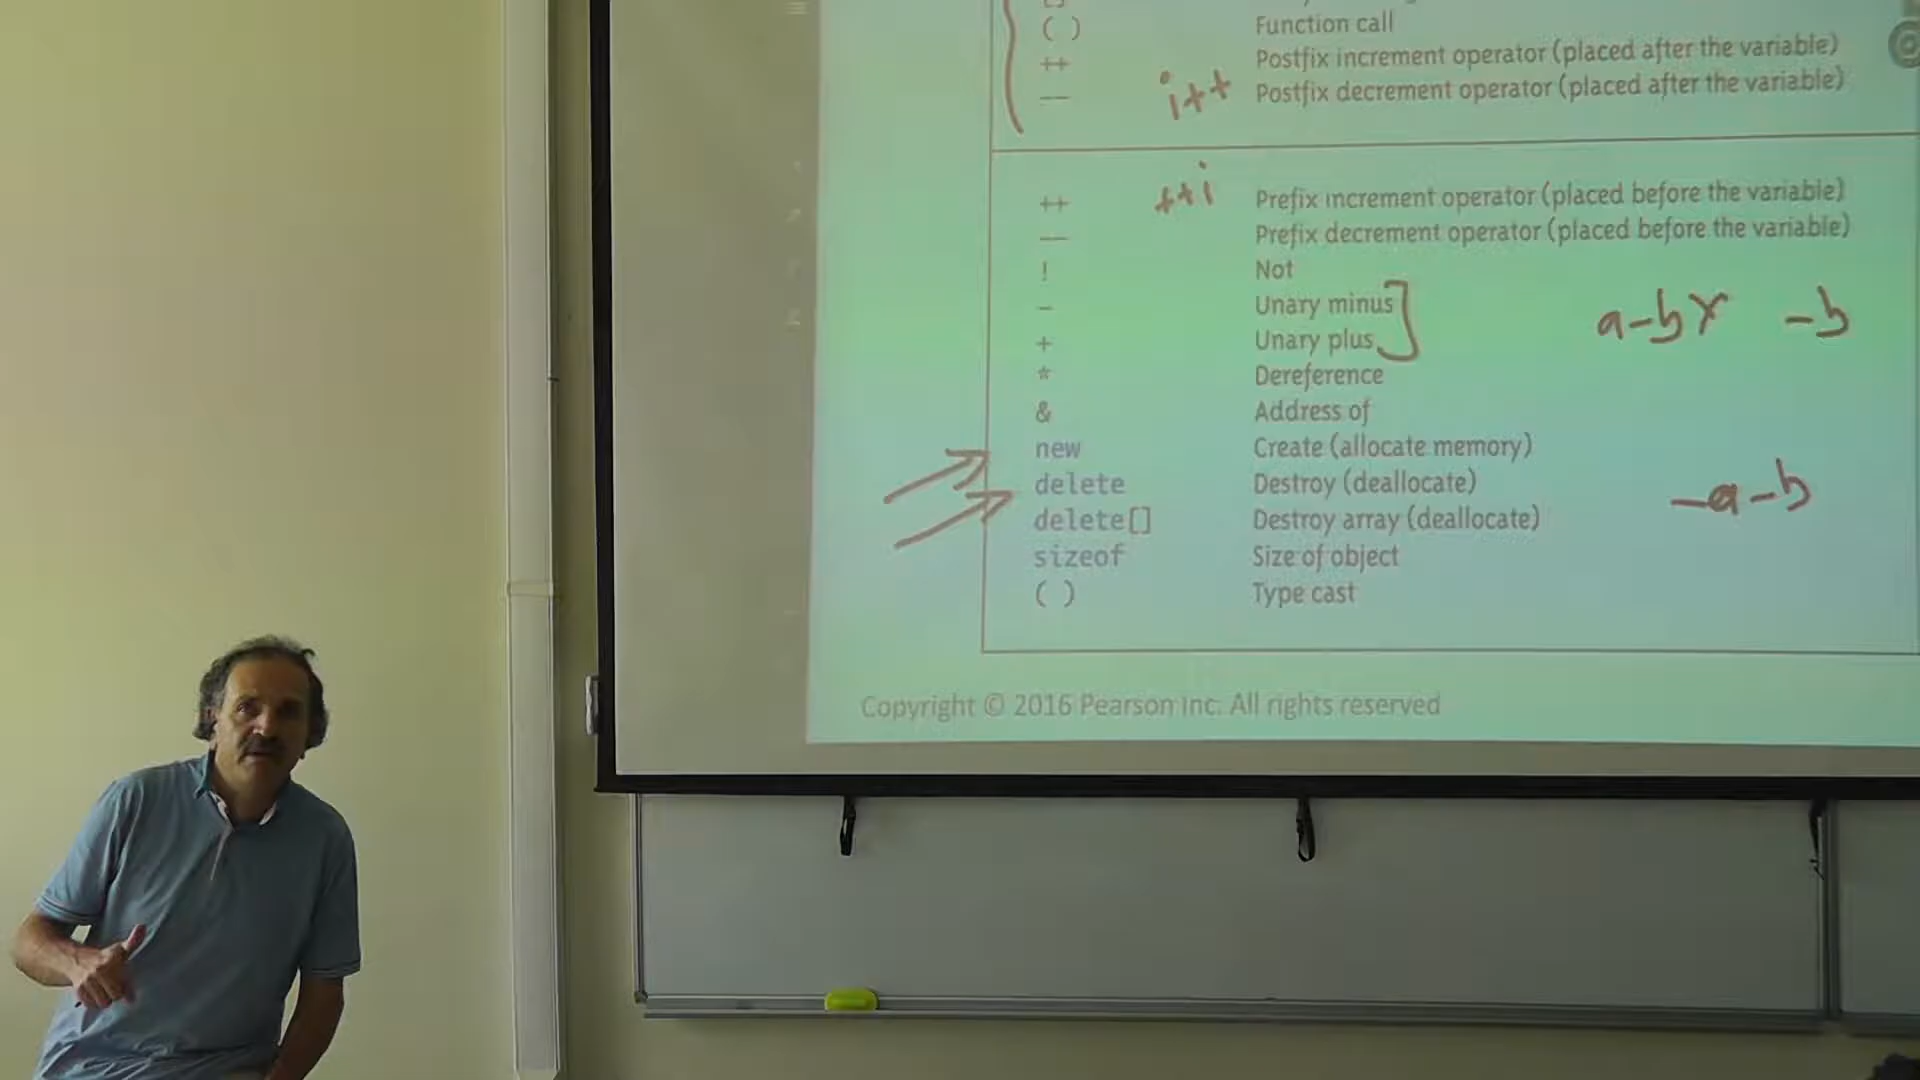 ( ) Function call
++ Postfix increment operator (placed after the variable)
-- i++ Postfix decrement operator (placed after the variable)
++ ++i Prefix increment operator (placed before the variable)
-- Prefix decrement operator (placed before the variable)
! Not
- Unary minus
a-b x -b
+ Unary plus
* Dereference
& Address of
new Create (allocate memory)
delete Destroy (deallocate)
-a-b
delete[] Destroy array (deallocate)
sizeof Size of object
( ) Type cast
Copyright © 2016 Pearson Inc. All rights reserved